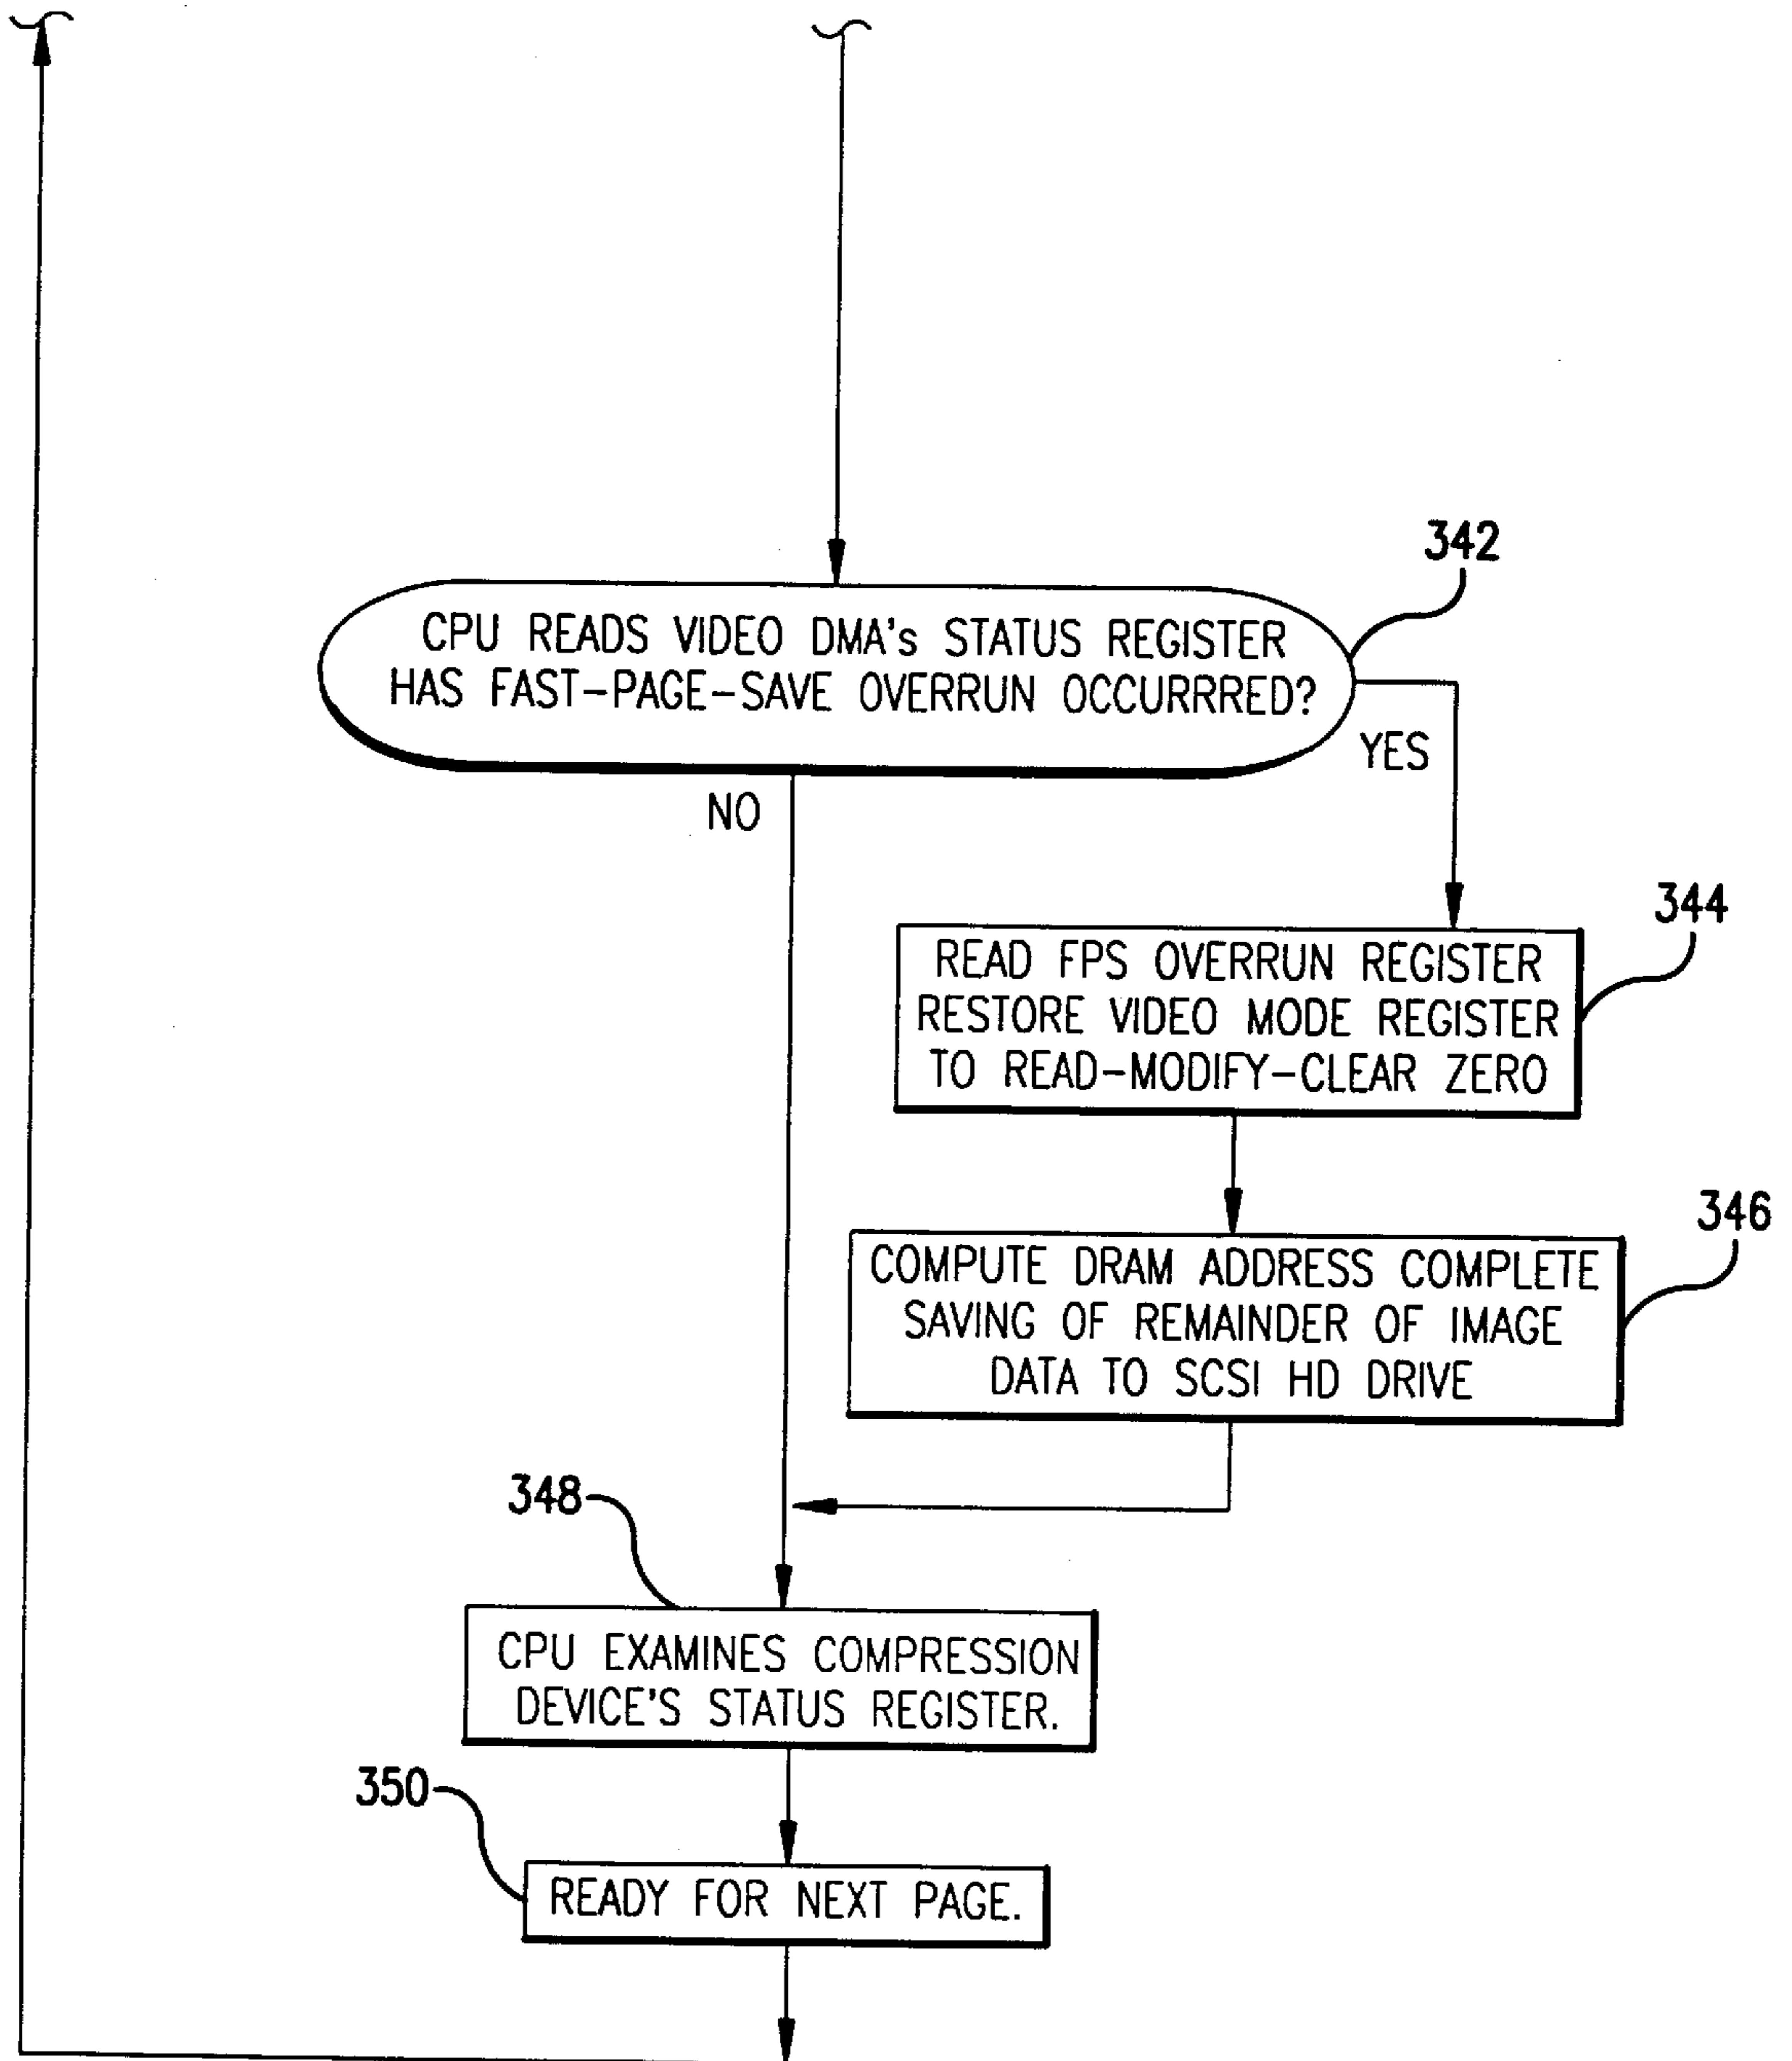 342
CPU READS VIDEO DMA's STATUS REGISTER
HAS FAST-PAGE-SAVE OVERRUN OCCURRRED?
YES
NO
344
READ FPS OVERRUN REGISTER
RESTORE VIDEO MODE REGISTER
TO READ-MODIFY-CLEAR ZERO
346
COMPUTE DRAM ADDRESS COMPLETE
SAVING OF REMAINDER OF IMAGE
DATA TO SCSI HD DRIVE
348
CPU EXAMINES COMPRESSION
DEVICE'S STATUS REGISTER.
350
READY FOR NEXT PAGE.